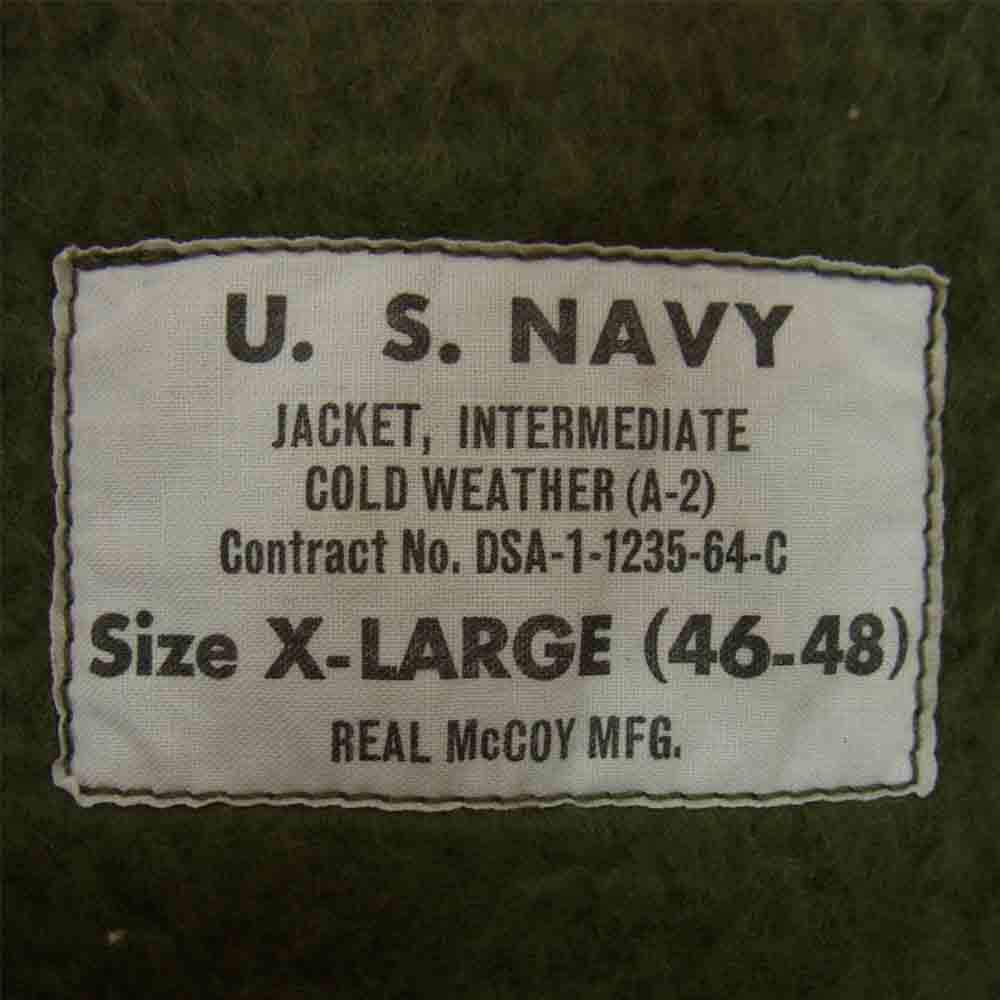 U. S. NAVY
JACKET, INTERMEDIATE
COLD WEATHER (A-2)
Contract No. DSA-1-1235-64-C
Size X-LARGE (46-48)
REAL McCOY MFG.